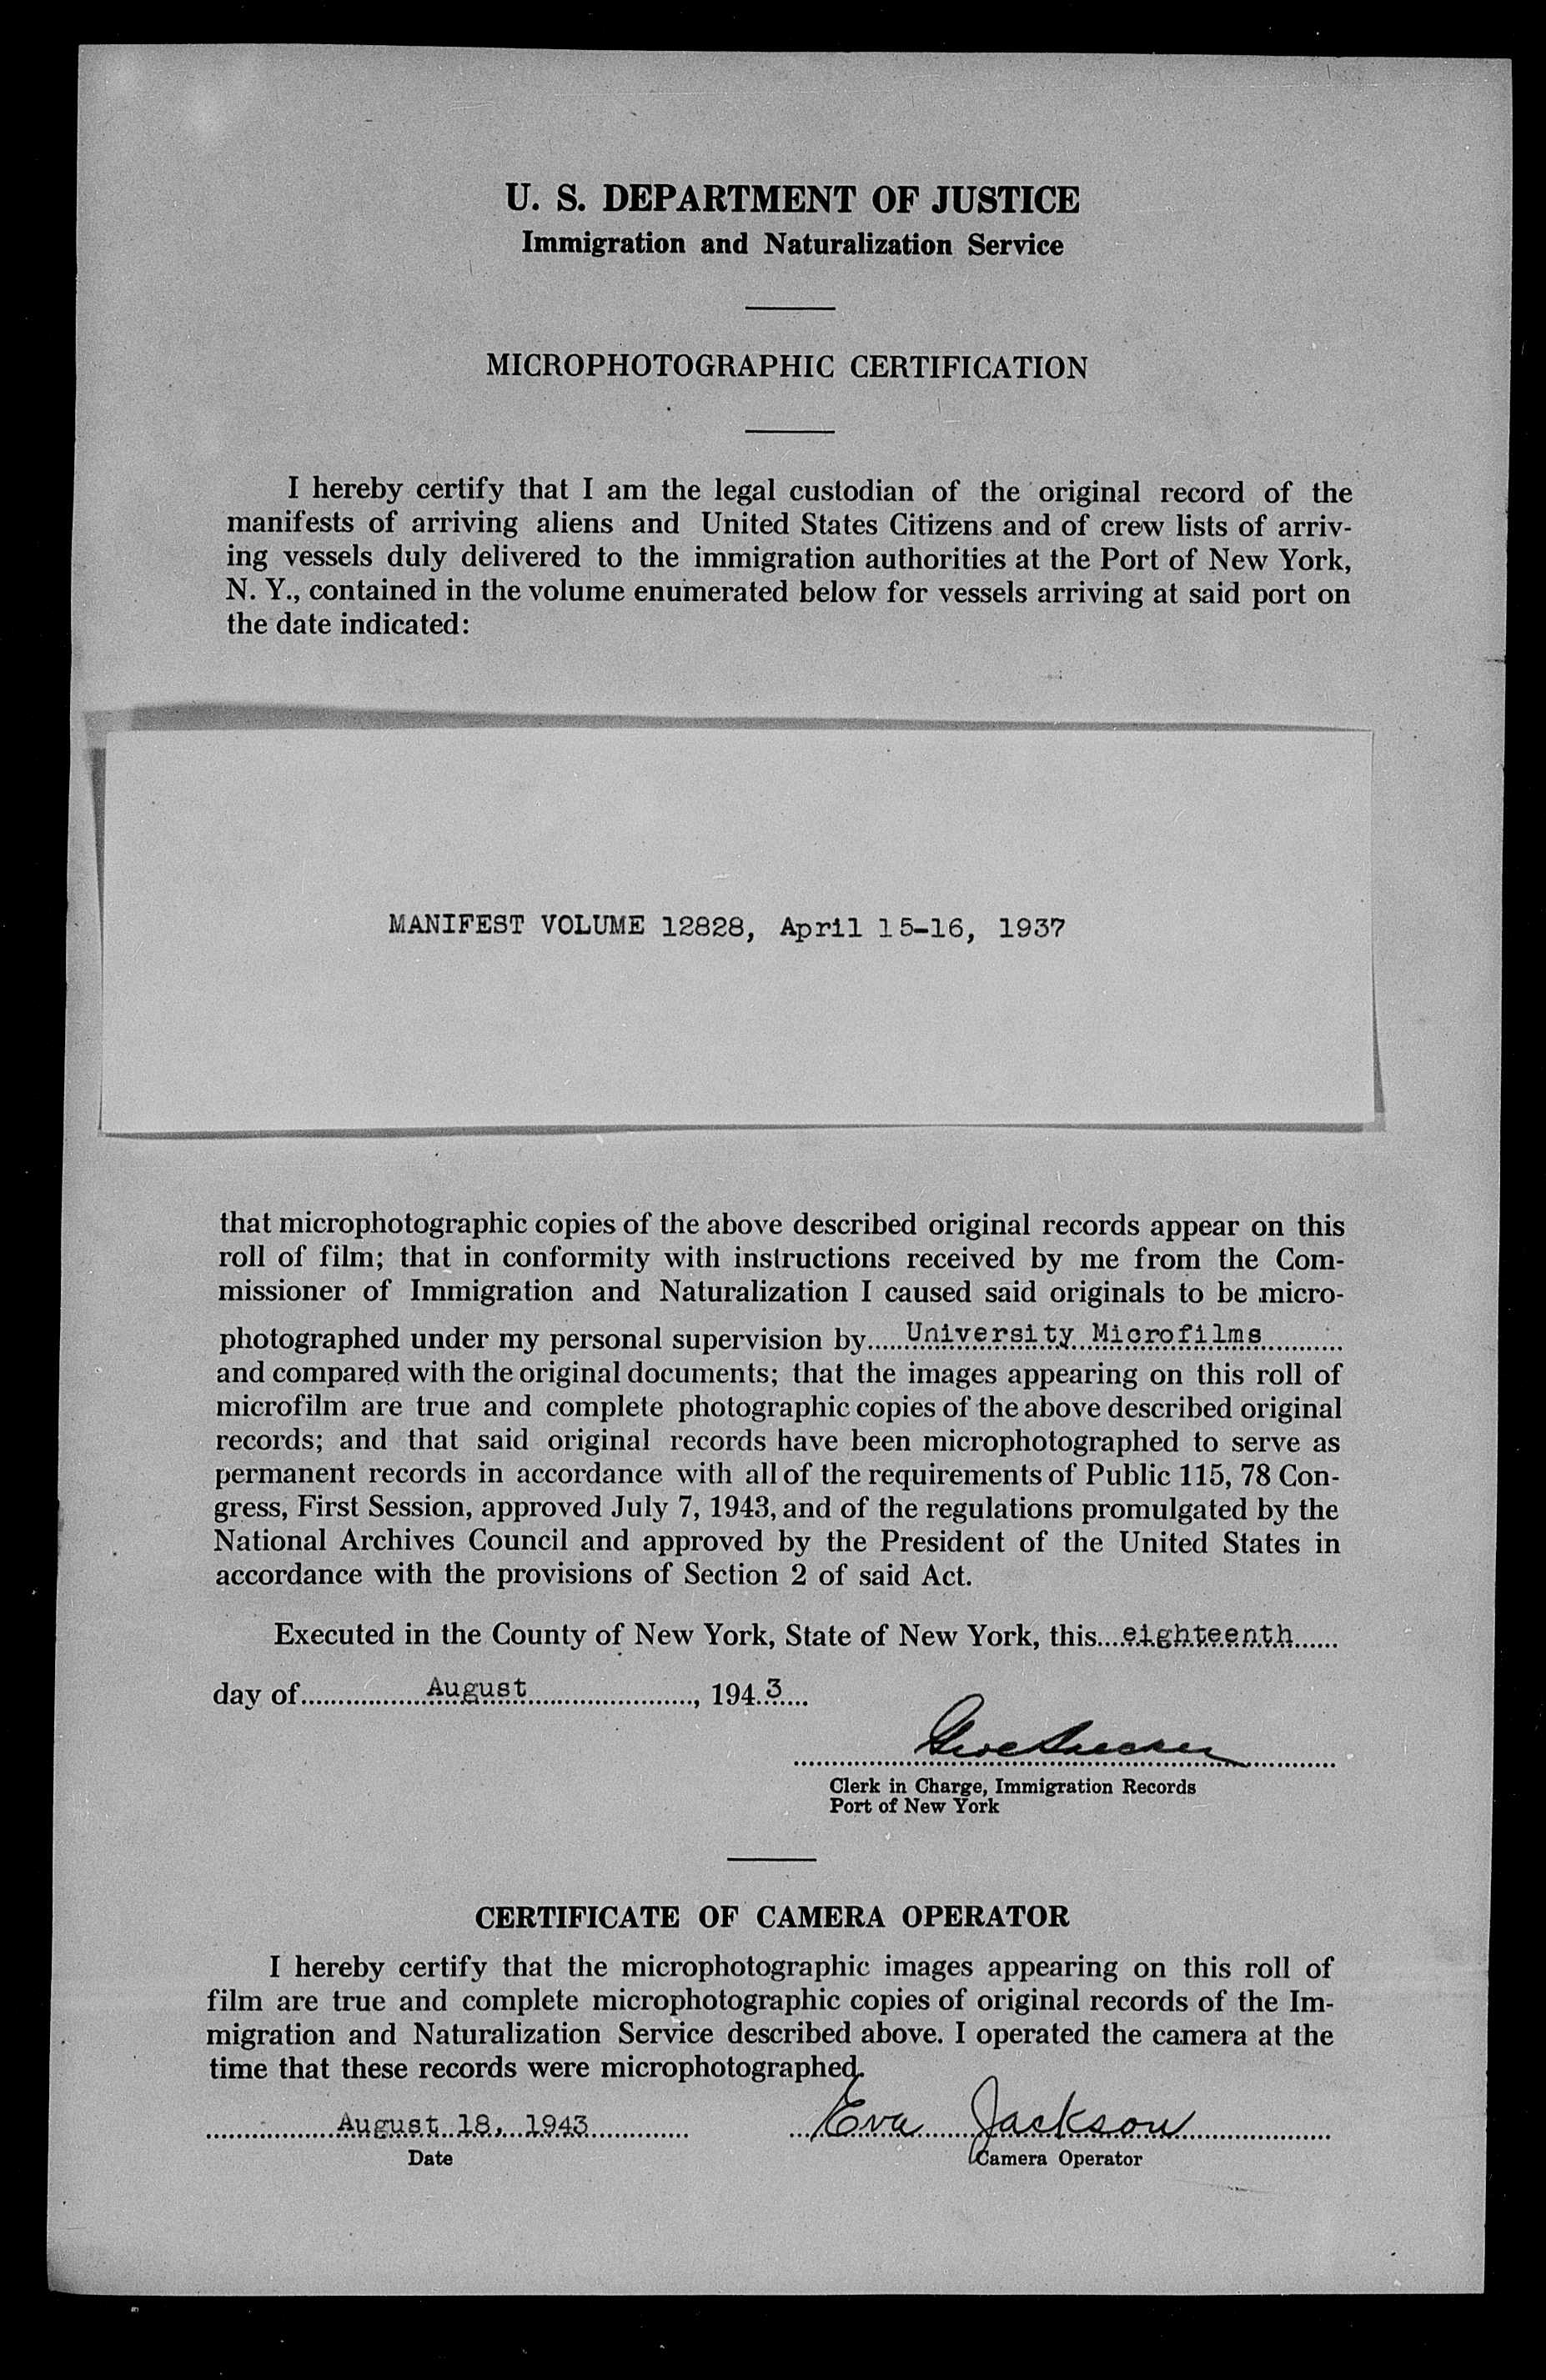 U. S. DEPARTMENT OF JUSTICE
Immigration and Naturalization Service
MICROPHOTOGRAPHIC CERTIFICATION
I hereby certify that I am the legal custodian of the original record of the
manifests of arriving aliens and United States Citizens and of crew lists of arriv-
ing vessels duly delivered to the immigration authorities at the Port of New York,
N. Y., contained in the volume enumerated below for vessels arriving at said port on
the date indicated:
MANIFEST VOLUME 12828, April 15-16, 1937
that microphotographic copies of the above described original records appear on this
roll of film; that in conformity with instructions received by me from the Com-
missioner of Immigration and Naturalization I caused said originals to be micro-
photographed under my personal supervision by.....University Microfilms..........
and compared with the original documents; that the images appearing on this roll of
microfilm are true and complete photographic copies of the above described original
records; and that said original records have been microphotographed to serve as
permanent records in accordance with all of the requirements of Public 115, 78 Con-
gress, First Session, approved July 7, 1943, and of the regulations promulgated by the
National Archives Council and approved by the President of the United States in
accordance with the provisions of Section 2 of said Act.
Executed in the County of New York, State of New York, this....eighteenth......
day of.................August......................., 194.3....
Clerk in Charge, Immigration Records
Port of New York
CERTIFICATE OF CAMERA OPERATOR
I hereby certify that the microphotographic images appearing on this roll of
film are true and complete microphotographic copies of original records of the Im-
migration and Naturalization Service described above. I operated the camera at the
time that these records were microphotographed.
August 18, 1943 Eva Jackson
Date Camera Operator